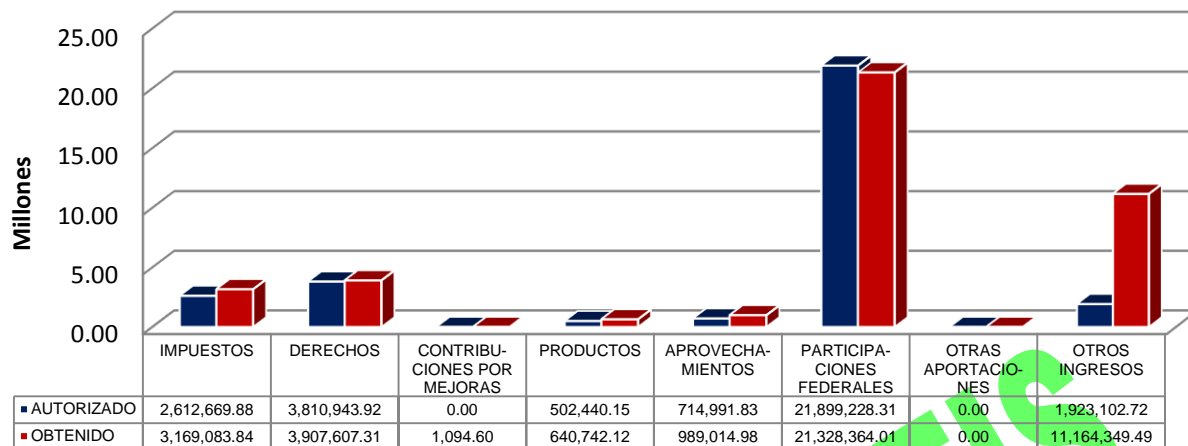 25.00
20.00
15.00
10.00
5.00
0.00
Millones
IMPUESTOS
DERECHOS
CONTRIBU-
CIONES POR
MEJORAS
PRODUCTOS
APROVECHA-
MIENTOS
PARTICIPA-
CIONES
FEDERALES
OTRAS
APORTACIO-
NES
OTROS
INGRESOS
AUTORIZADO 2,612,669.88 3,810,943.92 0.00 502,440.15 714,991.83 21,899,228.31 0.00 1,923,102.72
OBTENIDO 3,169,083.84 3,907,607.31 1,094.60 640,742.12 989,014.98 21,328,364.01 0.00 11,164,349.49